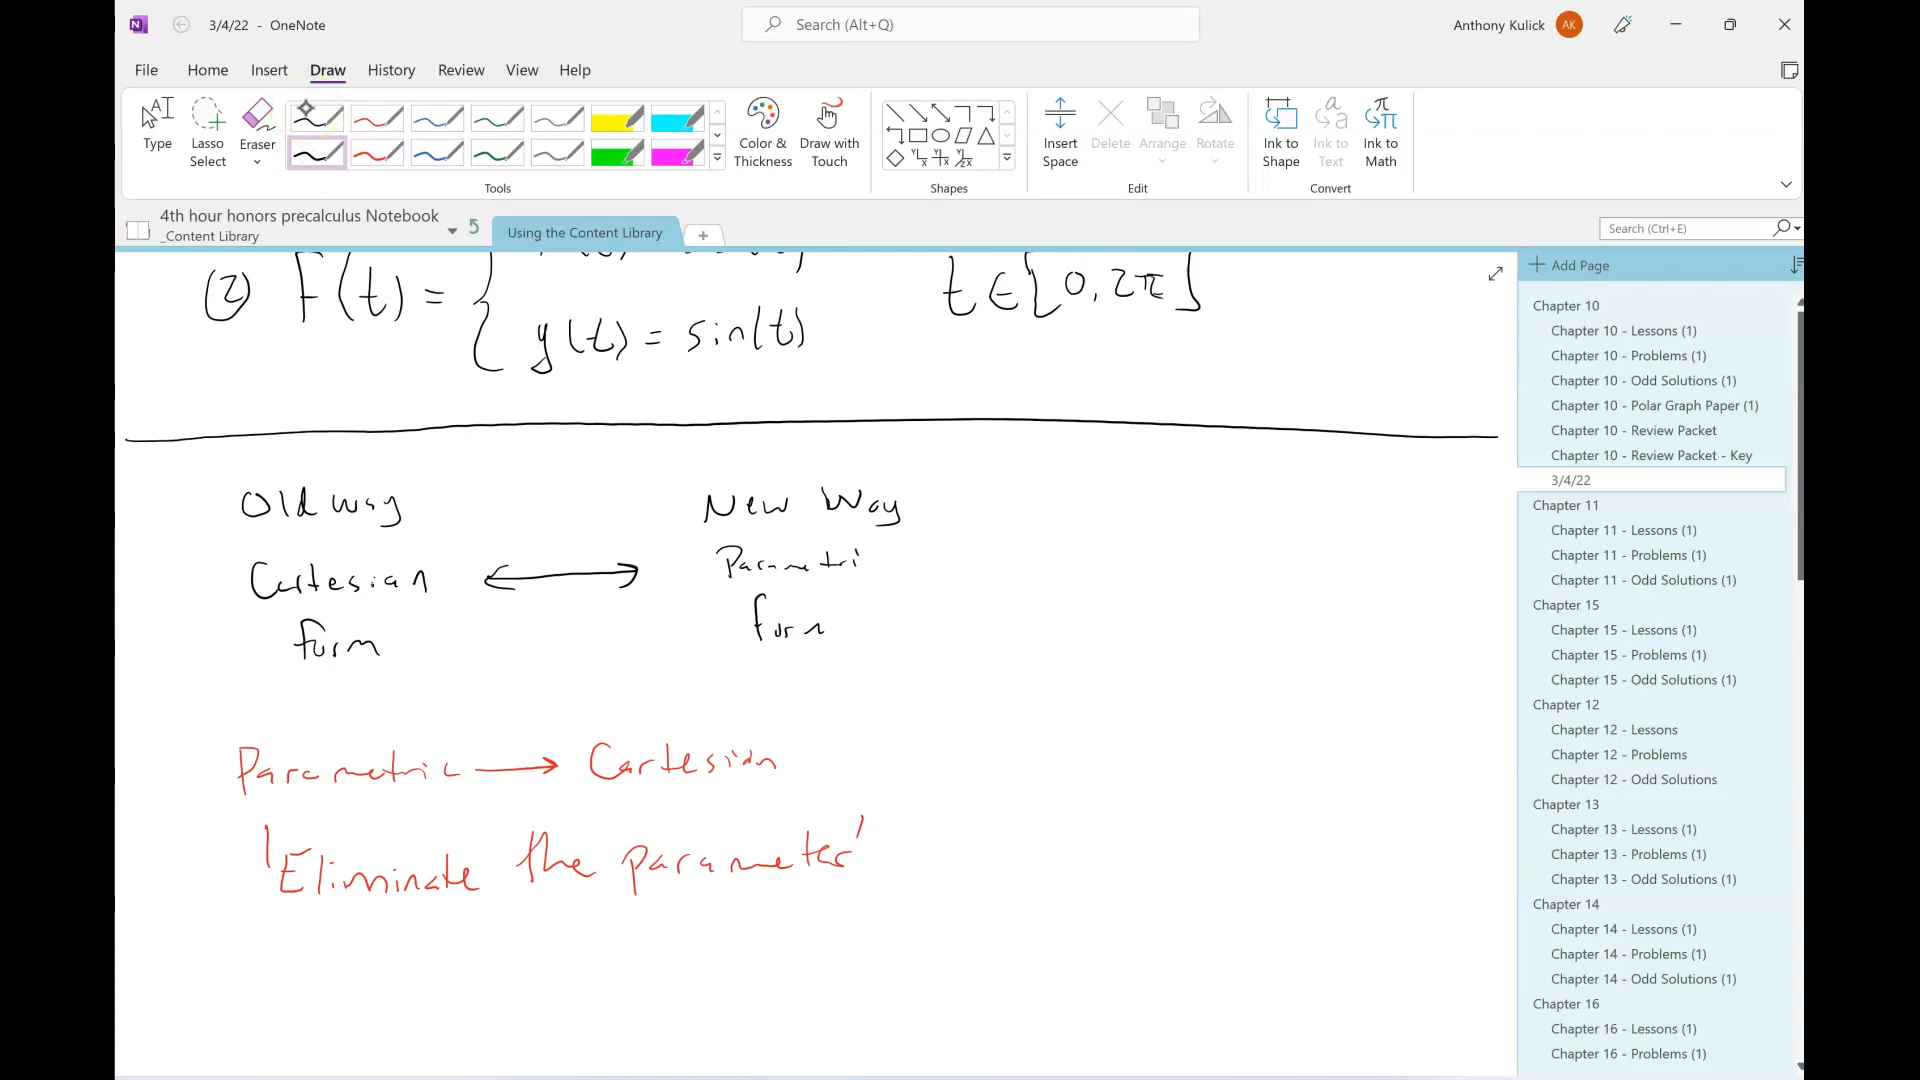 3/4/22 - OneNote
Search (Alt+Q)
Anthony Kulick AK
File Home Insert Draw History Review View Help
Type
Lasso Select
Eraser
Color & Thickness
Draw with Touch
Insert Space
Delete
Arrange
Rotate
Ink to Shape
Ink to Text
Ink to Math
Tools Shapes Edit Convert
4th hour honors precalculus Notebook
_Content Library
Using the Content Library
Search (Ctrl+E)
(2) F(t) = {
y(t) = sin(t)
t ∈ [0, 2π]
Old way
New Way
Cartesian
form
Parametri
form
Parametric → Cartesian
'Eliminate the parameter'
Add Page
Chapter 10
Chapter 10 - Lessons (1)
Chapter 10 - Problems (1)
Chapter 10 - Odd Solutions (1)
Chapter 10 - Polar Graph Paper (1)
Chapter 10 - Review Packet
Chapter 10 - Review Packet - Key
3/4/22
Chapter 11
Chapter 11 - Lessons (1)
Chapter 11 - Problems (1)
Chapter 11 - Odd Solutions (1)
Chapter 15
Chapter 15 - Lessons (1)
Chapter 15 - Problems (1)
Chapter 15 - Odd Solutions (1)
Chapter 12
Chapter 12 - Lessons
Chapter 12 - Problems
Chapter 12 - Odd Solutions
Chapter 13
Chapter 13 - Lessons (1)
Chapter 13 - Problems (1)
Chapter 13 - Odd Solutions (1)
Chapter 14
Chapter 14 - Lessons (1)
Chapter 14 - Problems (1)
Chapter 14 - Odd Solutions (1)
Chapter 16
Chapter 16 - Lessons (1)
Chapter 16 - Problems (1)